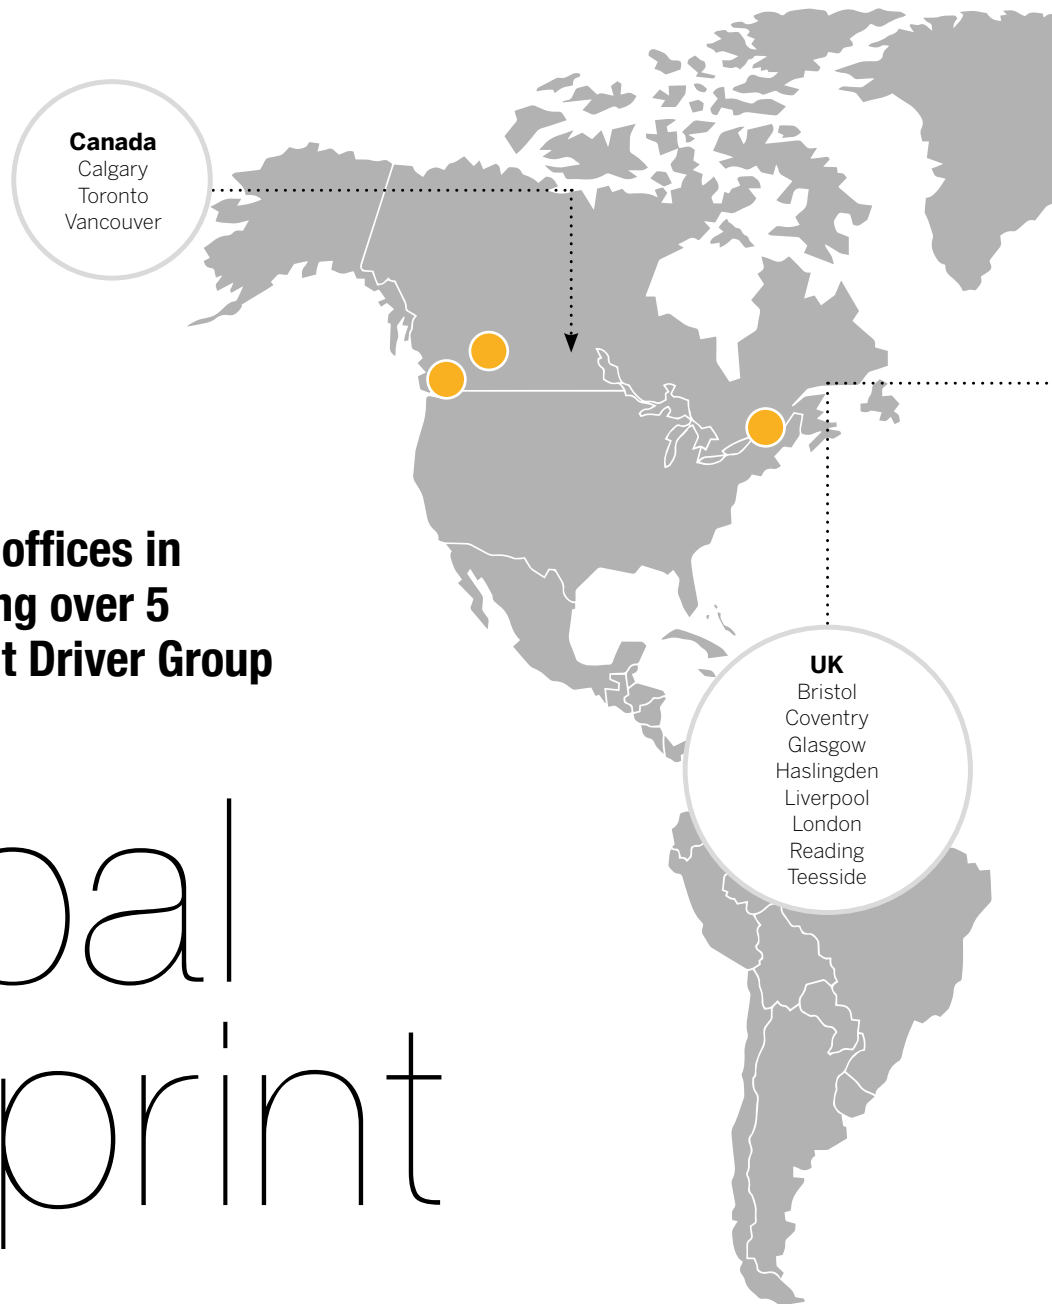 Canada
Calgary
Toronto
Vancouver
offices in
ng over 5
t Driver Group
UK
Bristol
Coventry
Glasgow
Haslingden
Liverpool
London
Reading
Teesside
bal
print